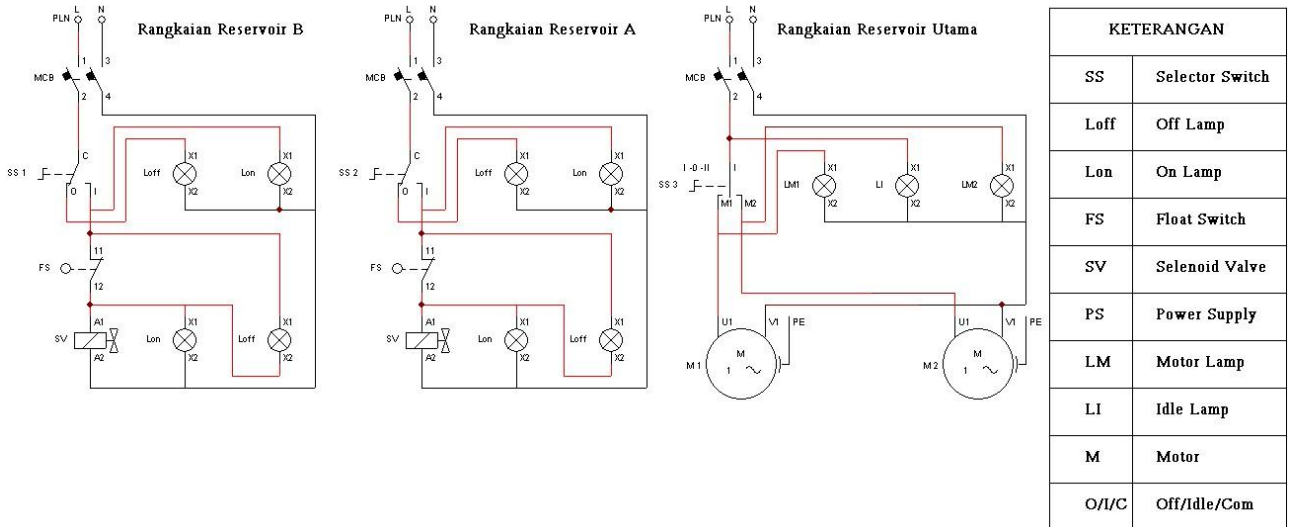 Rangkaian Reservoir B
L N
PLN
1 3
MCB
2 4
C
SS 1
0 I
Loff X1 X2
Lon X1 X2
11
FS
12
A1
SV
A2
Lon X1 X2
Loff X1 X2
Rangkaian Reservoir A
L N
PLN
1 3
MCB
2 4
C
SS 2
0 I
Loff X1 X2
Lon X1 X2
11
FS
12
A1
SV
A2
Lon X1 X2
Loff X1 X2
Rangkaian Reservoir Utama
L N
PLN
1 3
MCB
2 4
I -0 -II I
SS 3
M1 M2
LM1 X1 X2
LI X1 X2
LM2 X1 X2
U1 V1 PE
M 1 M
1
U1 V1 PE
M 2 M
1
KETERANGAN
SS Selector Switch
Loff Off Lamp
Lon On Lamp
FS Float Switch
SV Selenoid Valve
PS Power Supply
LM Motor Lamp
LI Idle Lamp
M Motor
O/I/C Off/Idle/Com